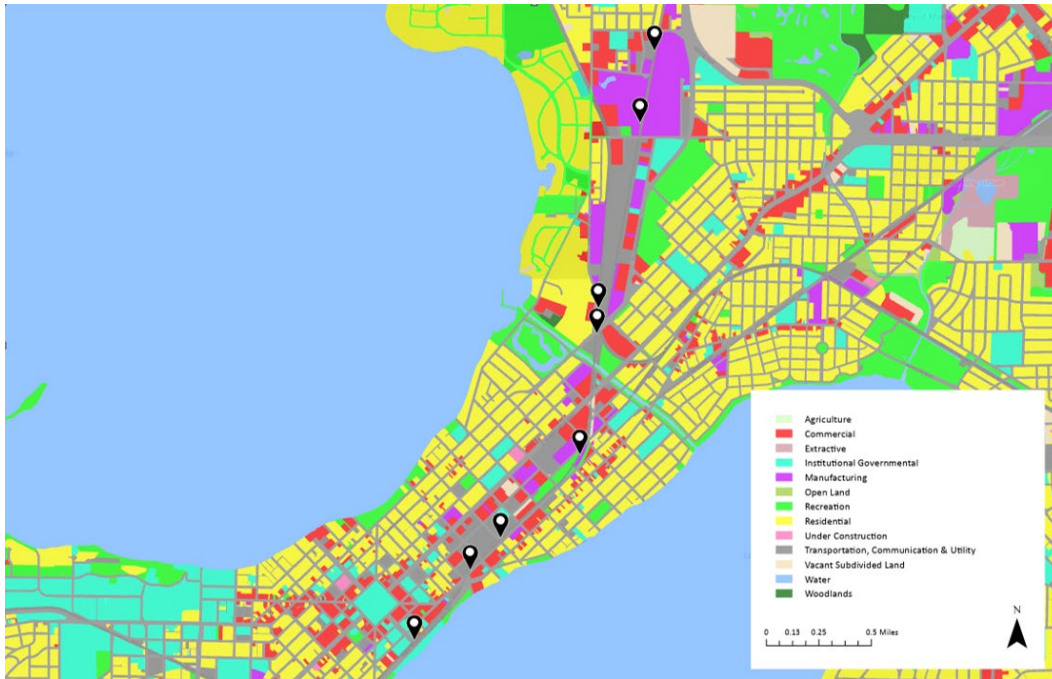 Agriculture
Commercial
Extractive
Institutional Governmental
Manufacturing
Open Land
Recreation
Residential
Under Construction
Transportation, Communication & Utility
Vacant Subdivided Land
Water
Woodlands
N
0 0.13 0.25 0.5 Miles